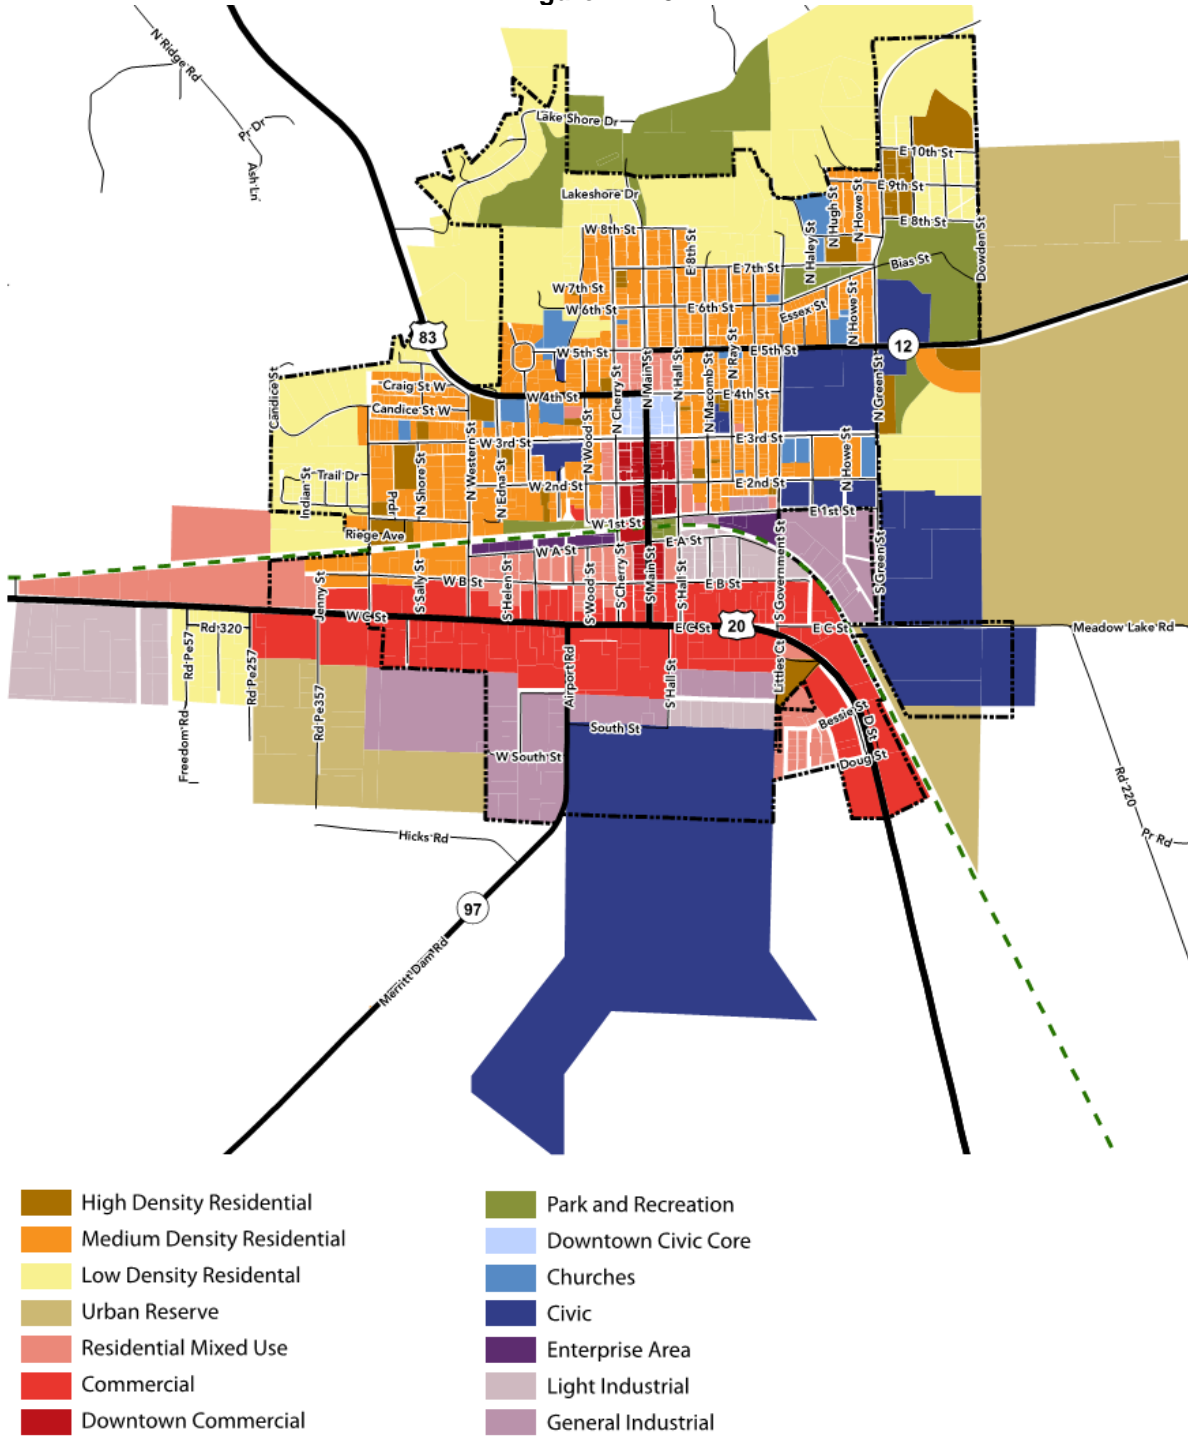 N Ridge Rd
Pr Dr
Ash Ln
Lake Shore Dr
Lakeshore Dr
E 10th St
E 9th St
E 8th St
N Hugh St
N Howe St
N Haley St
Dowden St
Bias St
W 8th St
E 8th St
E 7th St
W 7th St
W 6th St
E 6th St
Essex St
N Howe St
83
12
W 5th St
E 5th St
N Ray St
N Main St
N Hall St
N Macomb St
N Cherry St
N Green St
Candice St
Craig St W
Candice St W
W 4th St
E 4th St
N Western St
W 3rd St
N Wood St
E 3rd St
N Howe St
Trail Dr
Indian St
Prdn
N Shore St
N Edna St
W 2nd St
E 2nd St
Riege Ave
W 1st St
E 1st St
W A St
E A St
Jenny St
S Sally St
W B St
S Helen St
S Wood St
S Cherry St
S Main St
S Hall St
E B St
S Government St
S Green St
W C St
E C St
20
E C St
Meadow Lake Rd
Rd 320
Rd Pe57
Rd Pe257
Rd Pe357
Freedom Rd
Airport Rd
S Hall St
Littles Ct
South St
W South St
Bessie St
D St
Doug St
Rd 220
Pr Rd
Hicks Rd
97
Merritt Dam Rd
High Density Residential
Medium Density Residential
Low Density Residental
Urban Reserve
Residential Mixed Use
Commercial
Downtown Commercial
Park and Recreation
Downtown Civic Core
Churches
Civic
Enterprise Area
Light Industrial
General Industrial